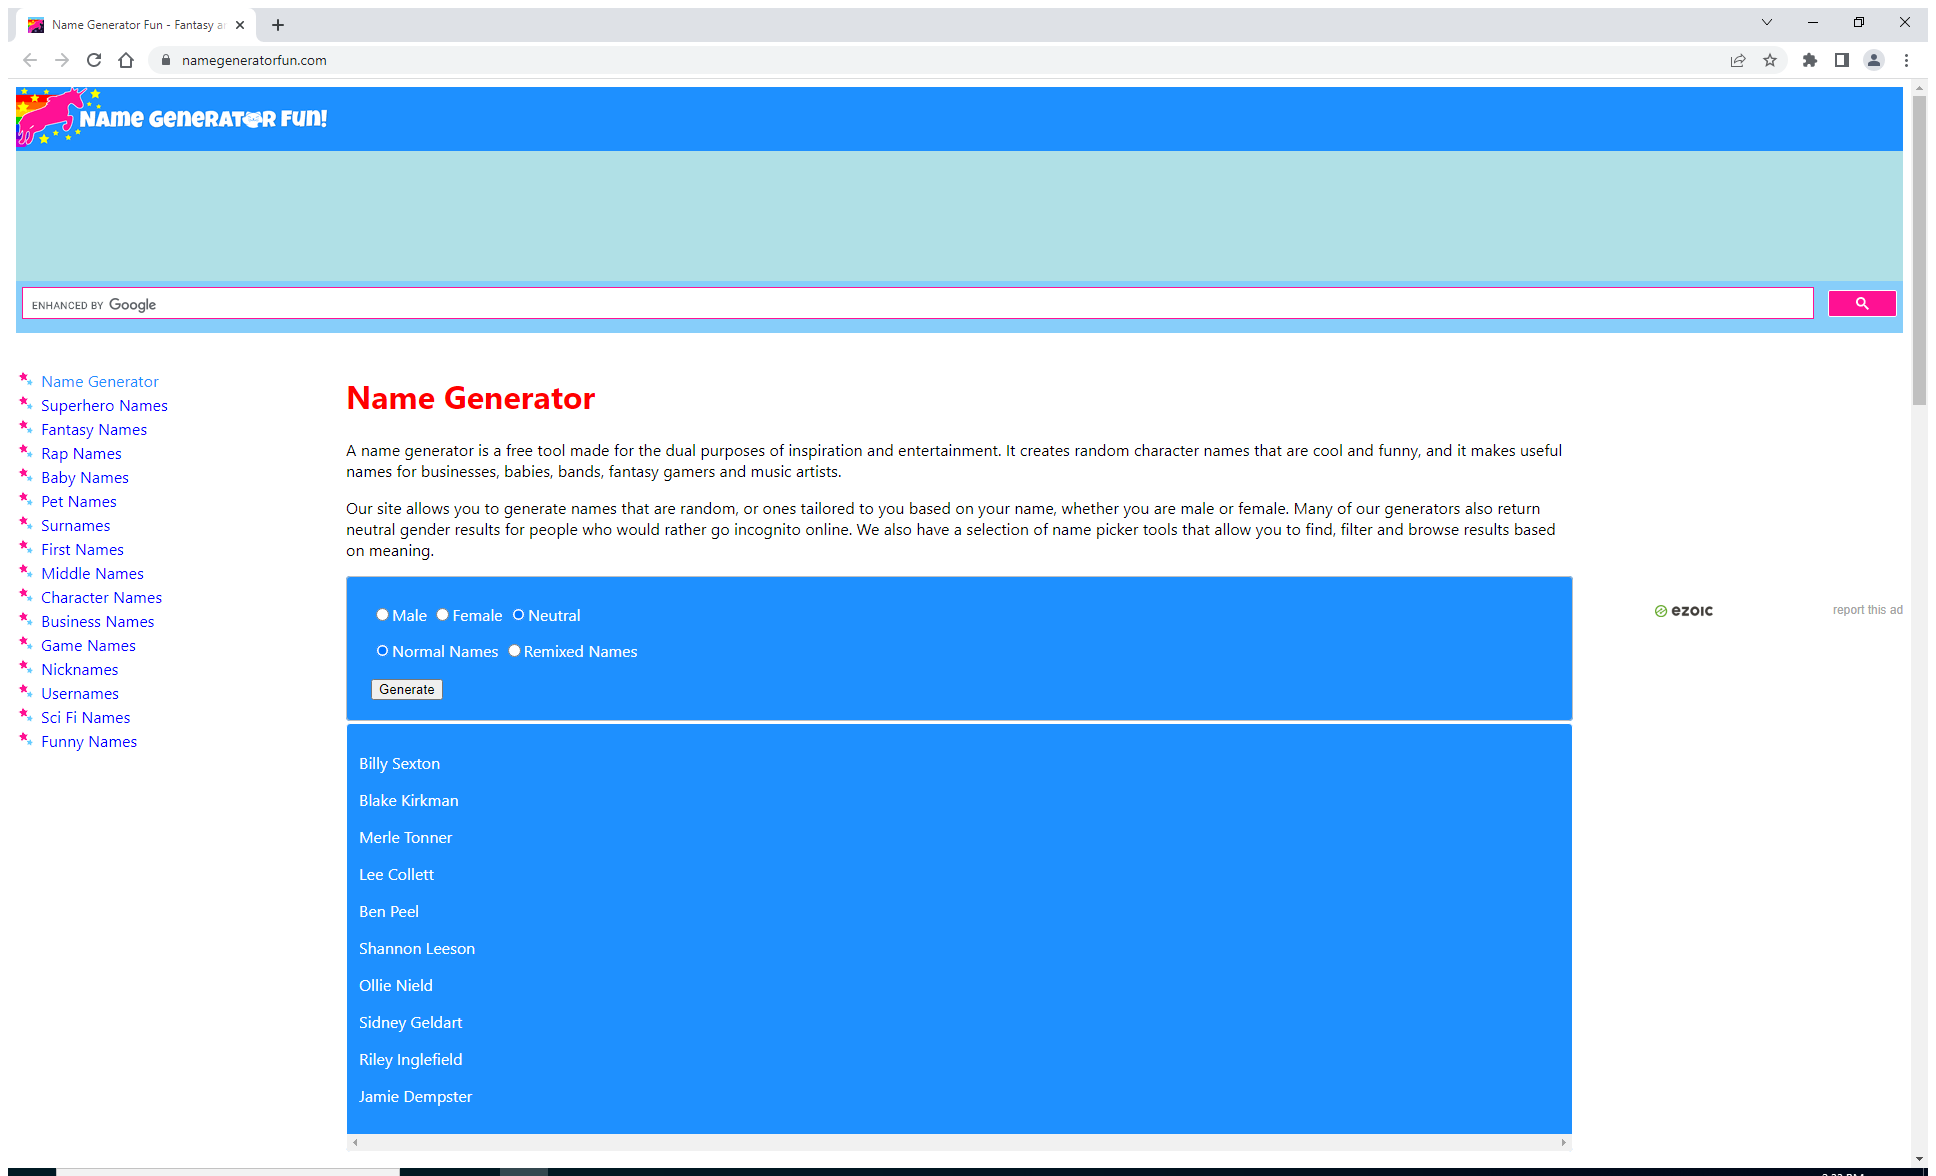 Name Generator Fun - Fantasy
namegeneratorfun.com
Name Generator Fun!
ENHANCED BY Google
Name Generator
Superhero Names
Fantasy Names
Rap Names
Baby Names
Pet Names
Surnames
First Names
Middle Names
Character Names
Business Names
Game Names
Nicknames
Usernames
Sci Fi Names
Funny Names
Name Generator
A name generator is a free tool made for the dual purposes of inspiration and entertainment. It creates random character names that are cool and funny, and it makes useful
names for businesses, babies, bands, fantasy gamers and music artists.
Our site allows you to generate names that are random, or ones tailored to you based on your name, whether you are male or female. Many of our generators also return
neutral gender results for people who would rather go incognito online. We also have a selection of name picker tools that allow you to find, filter and browse results based
on meaning.
Male Female Neutral
Normal Names Remixed Names
Generate
Billy Sexton
Blake Kirkman
Merle Tonner
Lee Collett
Ben Peel
Shannon Leeson
Ollie Nield
Sidney Geldart
Riley Inglefield
Jamie Dempster
ezoic
report this ad